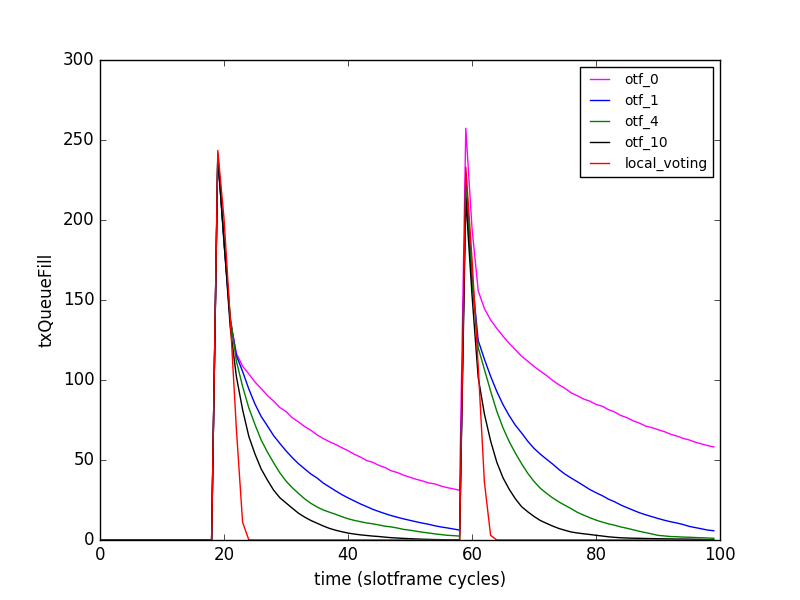 300
250
200
150
100
50
0
txQueueFill
otf_0
otf_1
otf_4
otf_10
local_voting
0 20 40 60 80 100
time (slotframe cycles)